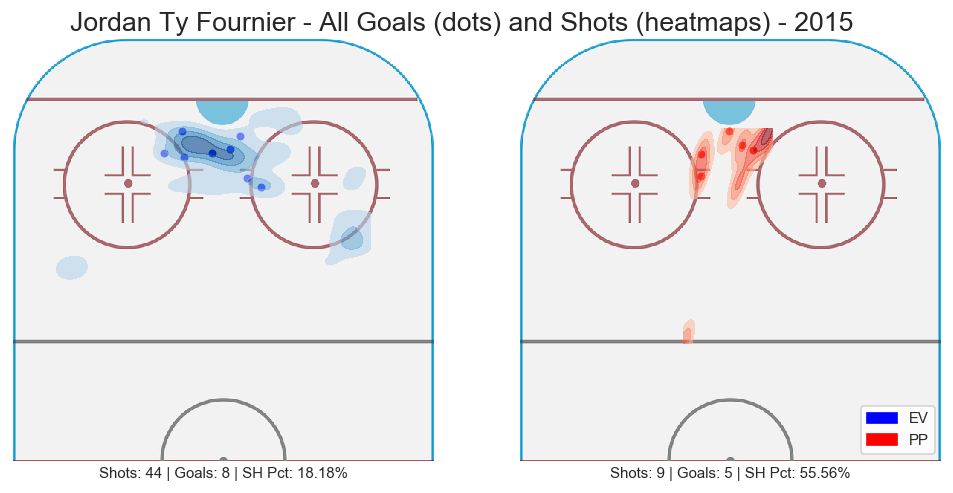 Jordan Ty Fournier - All Goals (dots) and Shots (heatmaps) - 2015
EV
PP
Shots: 44 | Goals: 8 | SH Pct: 18.18%
Shots: 9 | Goals: 5 | SH Pct: 55.56%